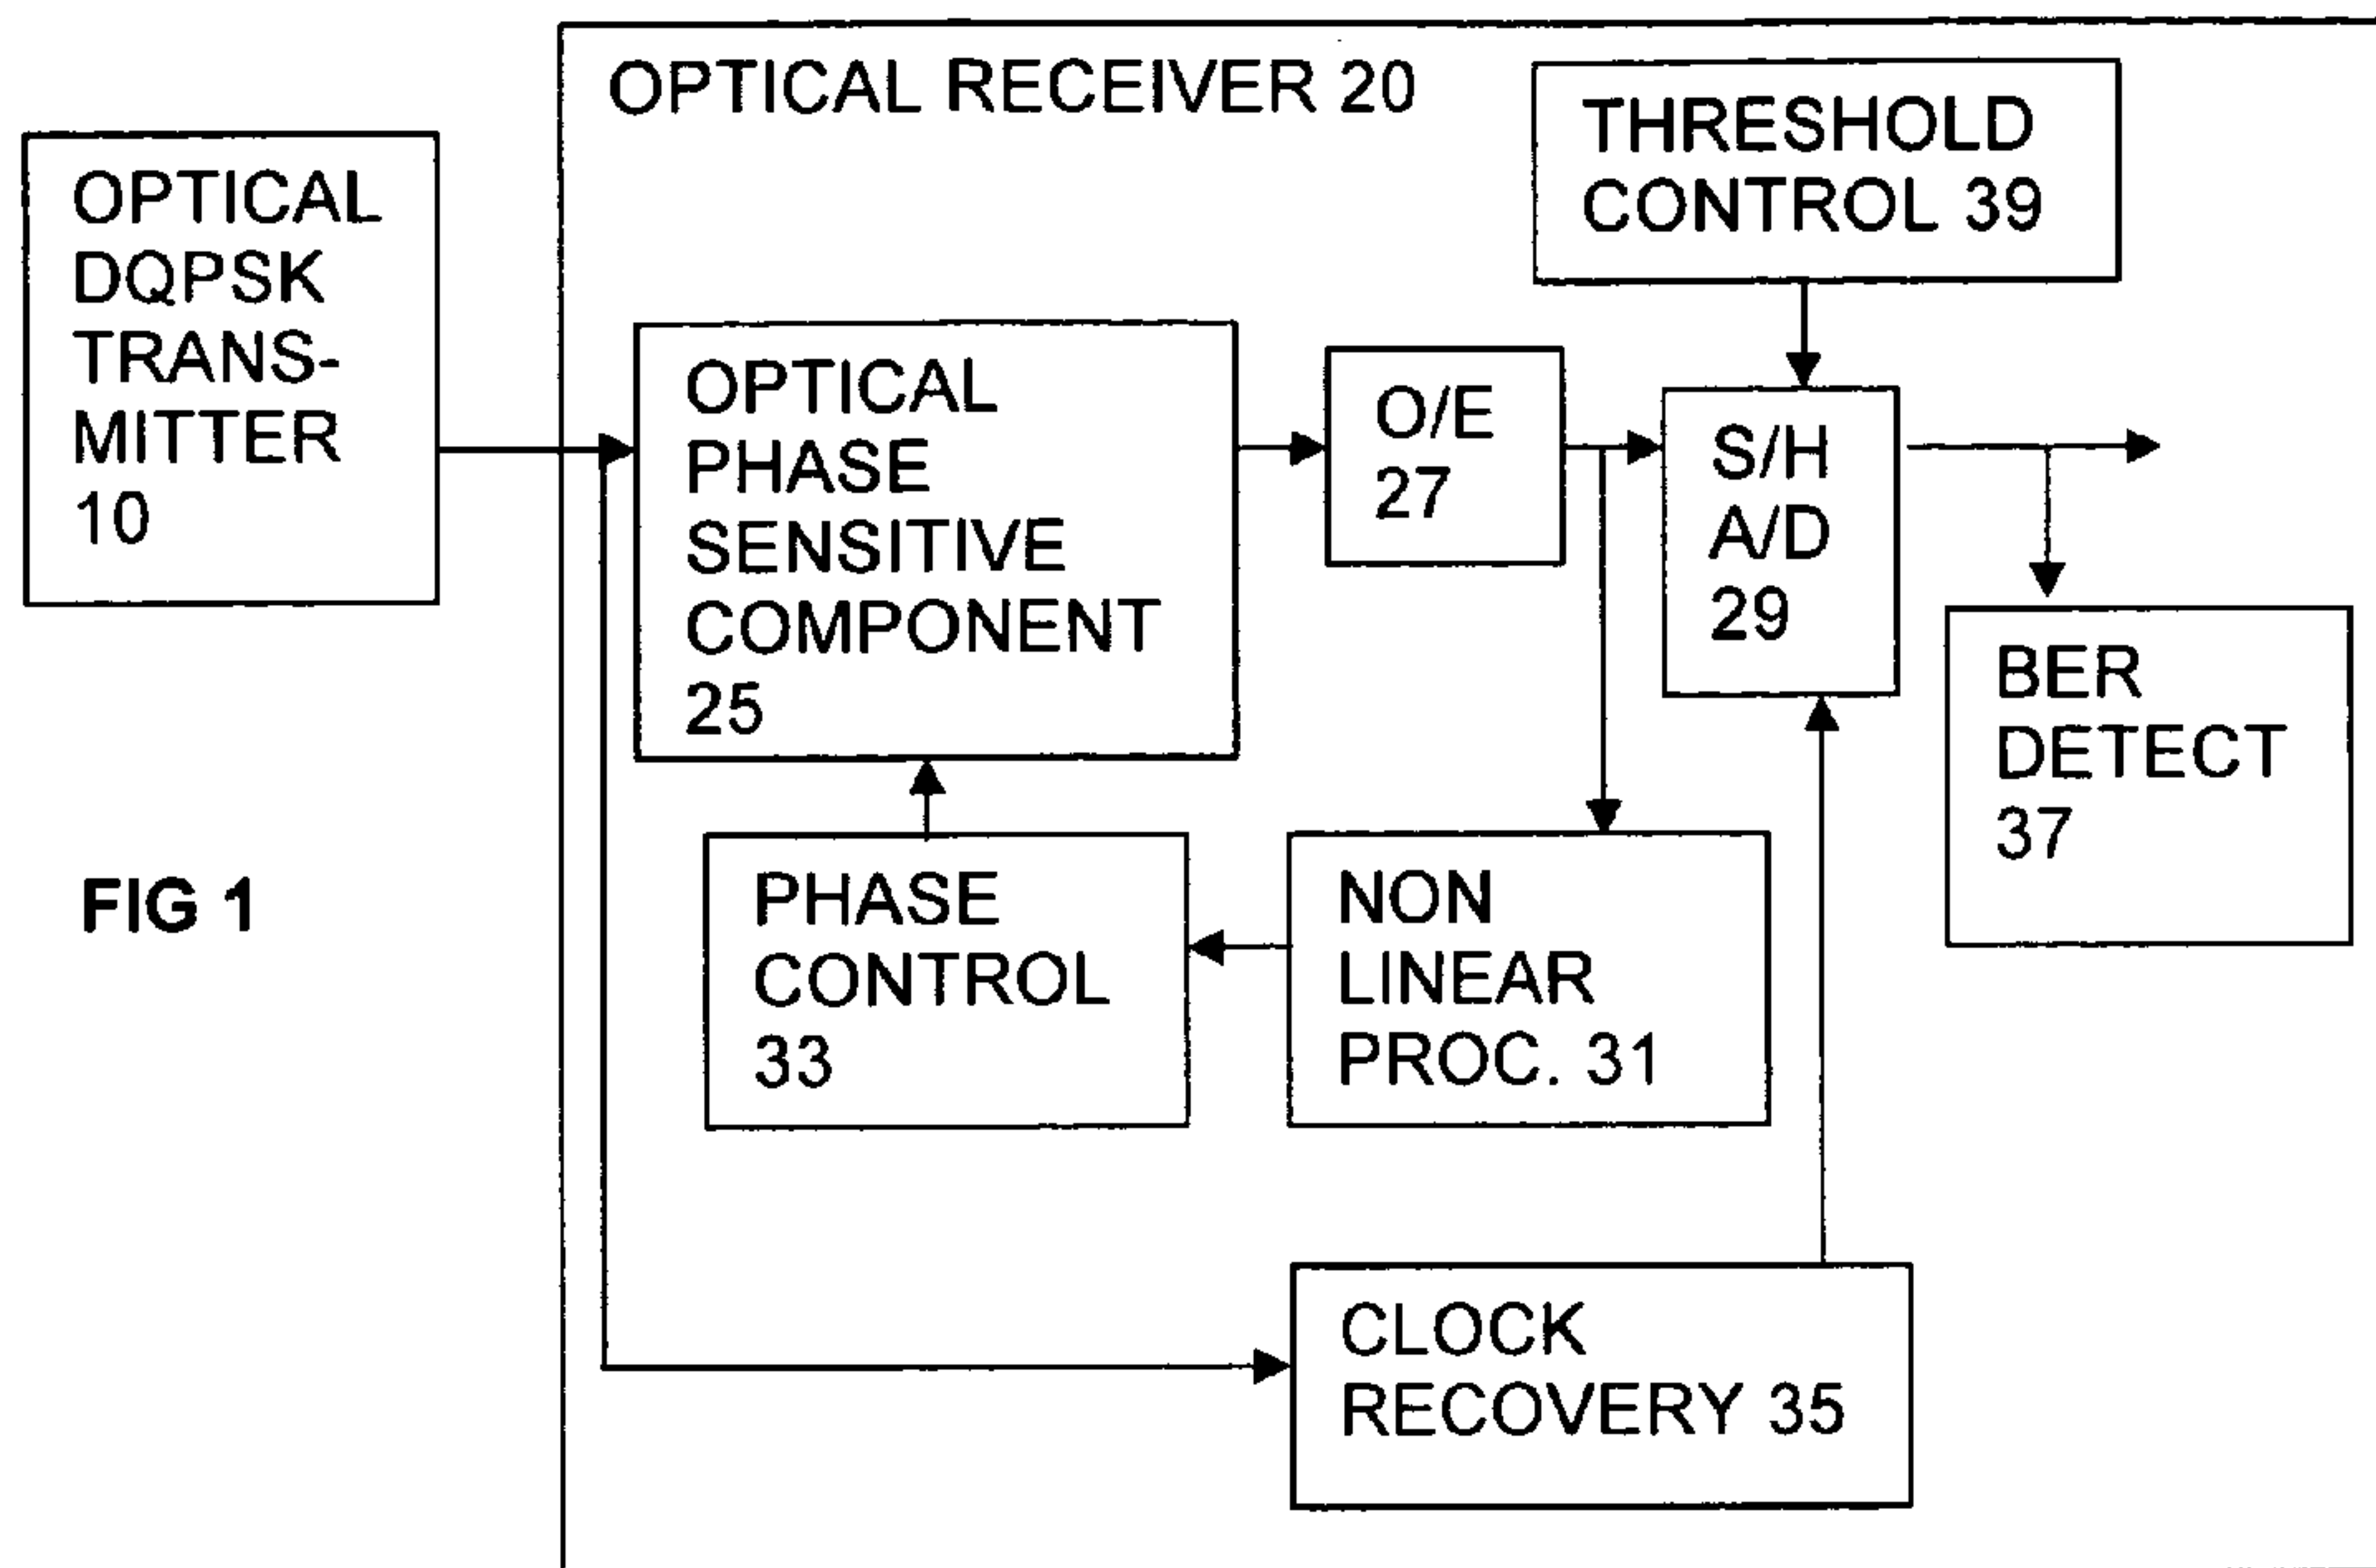 OPTICAL RECEIVER 20
THRESHOLD
CONTROL 39
OPTICAL
DQPSK
TRANS-
MITTER
10
OPTICAL
PHASE
SENSITIVE
COMPONENT
25
O/E
27
S/H
A/D
29
BER
DETECT
37
PHASE
CONTROL
33
NON
LINEAR
PROC. 31
FIG 1
CLOCK
RECOVERY 35